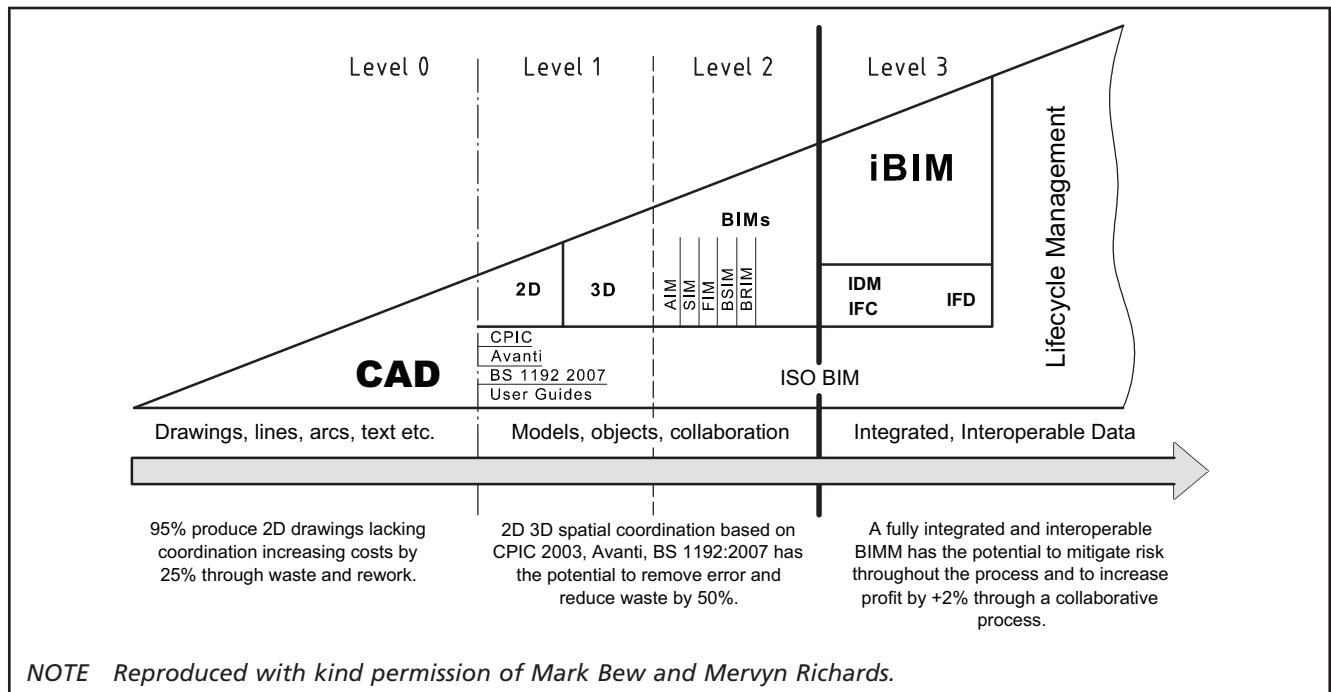 Level 0
Level 1
Level 2
Level 3
iBIM
BIMs
AIM
SIM
FIM
BSIM
BRIM
2D
3D
IDM
IFC
IFD
Lifecycle Management
CAD
CPIC
Avanti
BS 1192 2007
User Guides
ISO BIM
Drawings, lines, arcs, text etc.
Models, objects, collaboration
Integrated, Interoperable Data
95% produce 2D drawings lacking
coordination increasing costs by
25% through waste and rework.
2D 3D spatial coordination based on
CPIC 2003, Avanti, BS 1192:2007 has
the potential to remove error and
reduce waste by 50%.
A fully integrated and interoperable
BIMM has the potential to mitigate risk
throughout the process and to increase
profit by +2% through a collaborative
process.
NOTE Reproduced with kind permission of Mark Bew and Mervyn Richards.